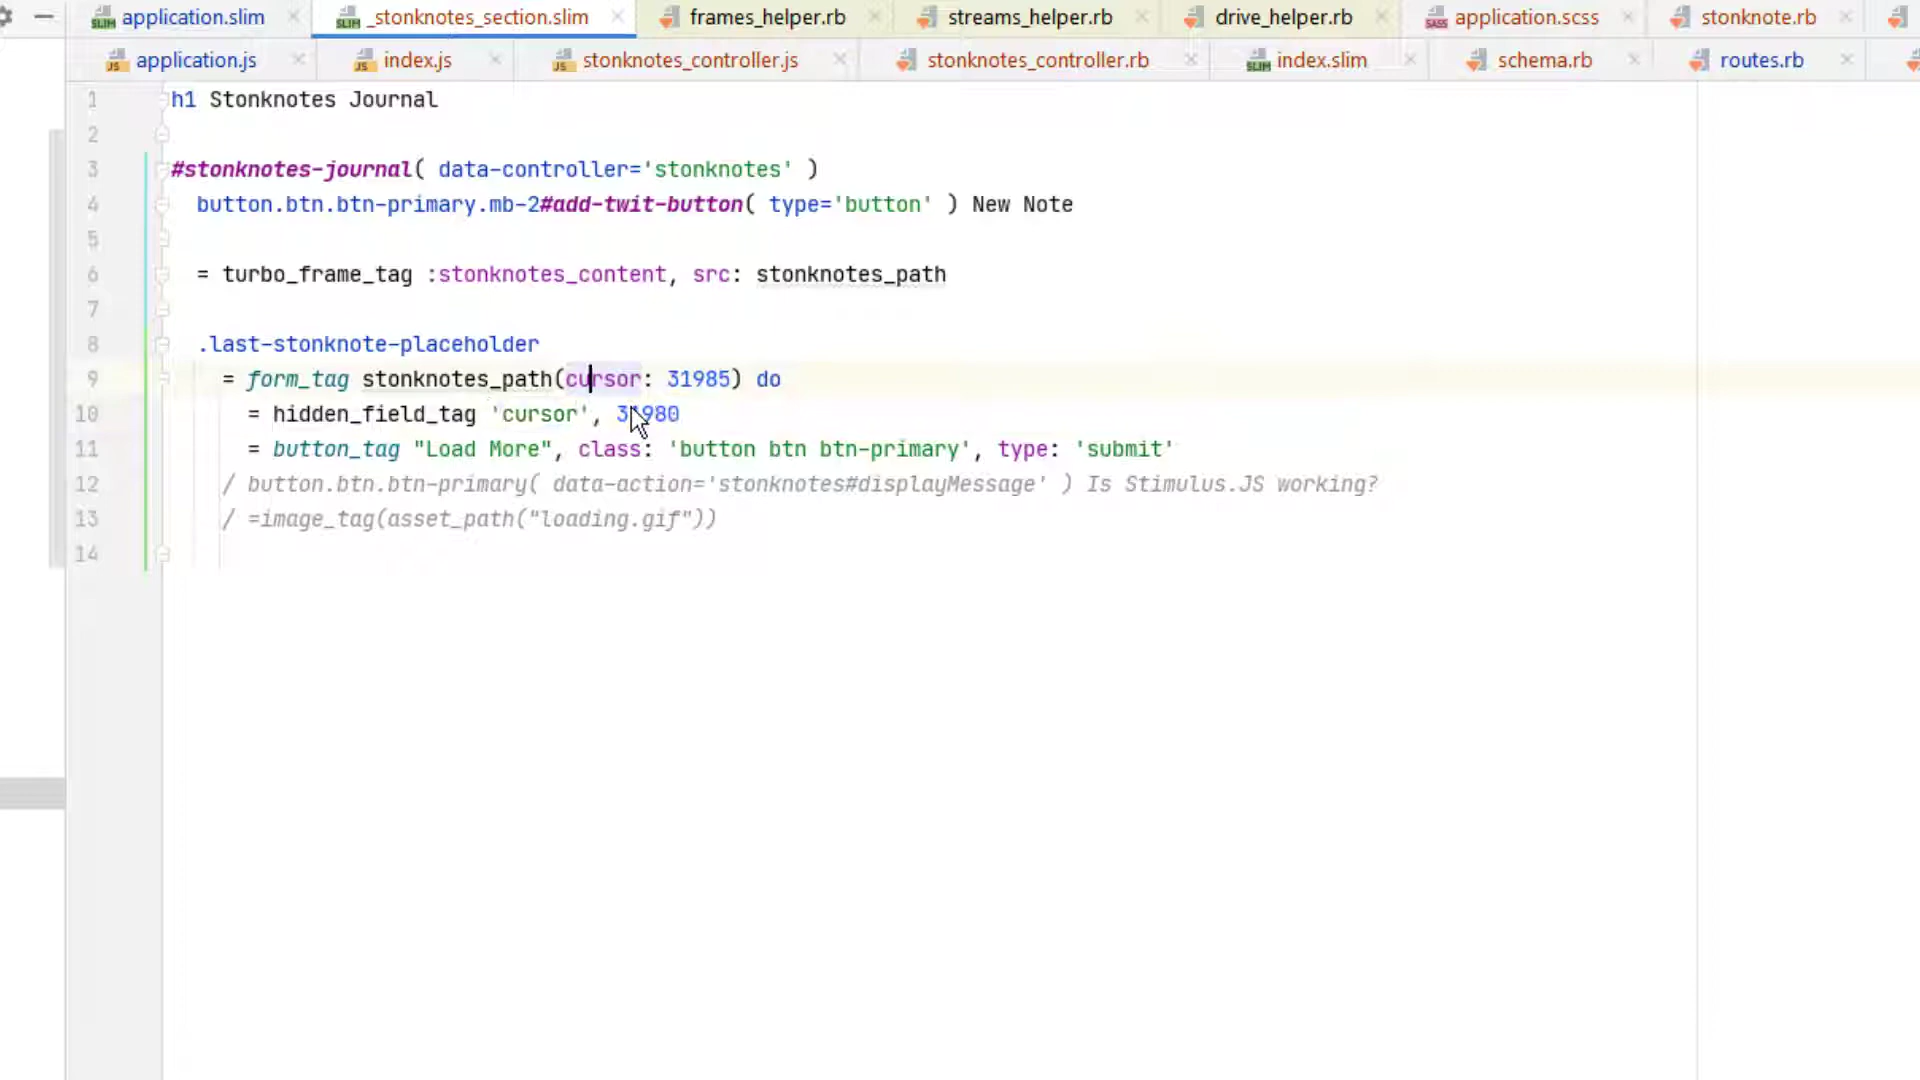 application.slim _stonknotes_section.slim frames_helper.rb streams_helper.rb drive_helper.rb application.scss stonknote.rb
application.js index.js stonknotes_controller.js stonknotes_controller.rb index.slim schema.rb routes.rb
1 h1 Stonknotes Journal
2
3 #stonknotes-journal( data-controller='stonknotes' )
4 button.btn.btn-primary.mb-2#add-twit-button( type='button' ) New Note
5
6 = turbo_frame_tag :stonknotes_content, src: stonknotes_path
7
8 .last-stonknote-placeholder
9 = form_tag stonknotes_path(cursor: 31985) do
10 = hidden_field_tag 'cursor', 31980
11 = button_tag "Load More", class: 'button btn btn-primary', type: 'submit'
12 / button.btn.btn-primary( data-action='stonknotes#displayMessage' ) Is Stimulus.JS working?
13 / =image_tag(asset_path("loading.gif"))
14